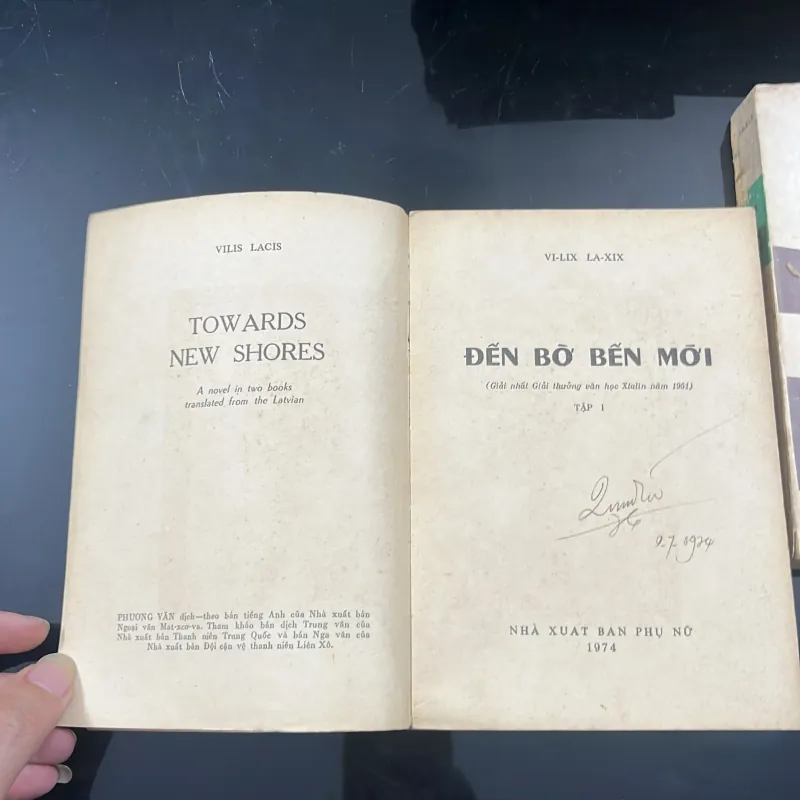 VILIS LACIS
TOWARDS
NEW SHORES
A novel in two books
translated from the Latvian
PHƯƠNG VĂN dịch—theo bản tiếng Anh của Nhà xuất bản
Ngoại văn Mát-xcơ-va. Tham khảo bản dịch Trung văn của
Nhà xuất bản Thanh niên Trung Quốc và bản Nga văn của
Nhà xuất bản Đội cận vệ thanh niên Liên Xô.
VI-LIX LA-XIX
ĐẾN BỜ BẾN MỚI
(Giải nhất Giải thưởng văn học Xtalin năm 1951)
TẬP 1
9.7.1974
NHÀ XUẤT BẢN PHỤ NỮ
1974